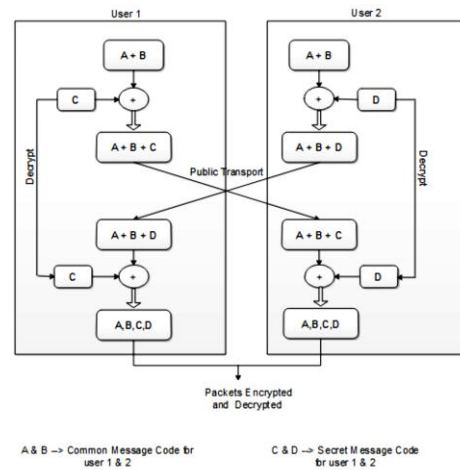 User 1
User 2
A + B
A + B
C
+
+
D
A + B + C
A + B + D
Decrypt
Public Transport
Decrypt
A + B + D
A + B + C
C
+
+
D
A,B,C,D
A,B,C,D
Packets Encrypted
and Decrypted
A & B --> Common Message Code for
user 1 & 2
C & D --> Secret Message Code
for user 1 & 2